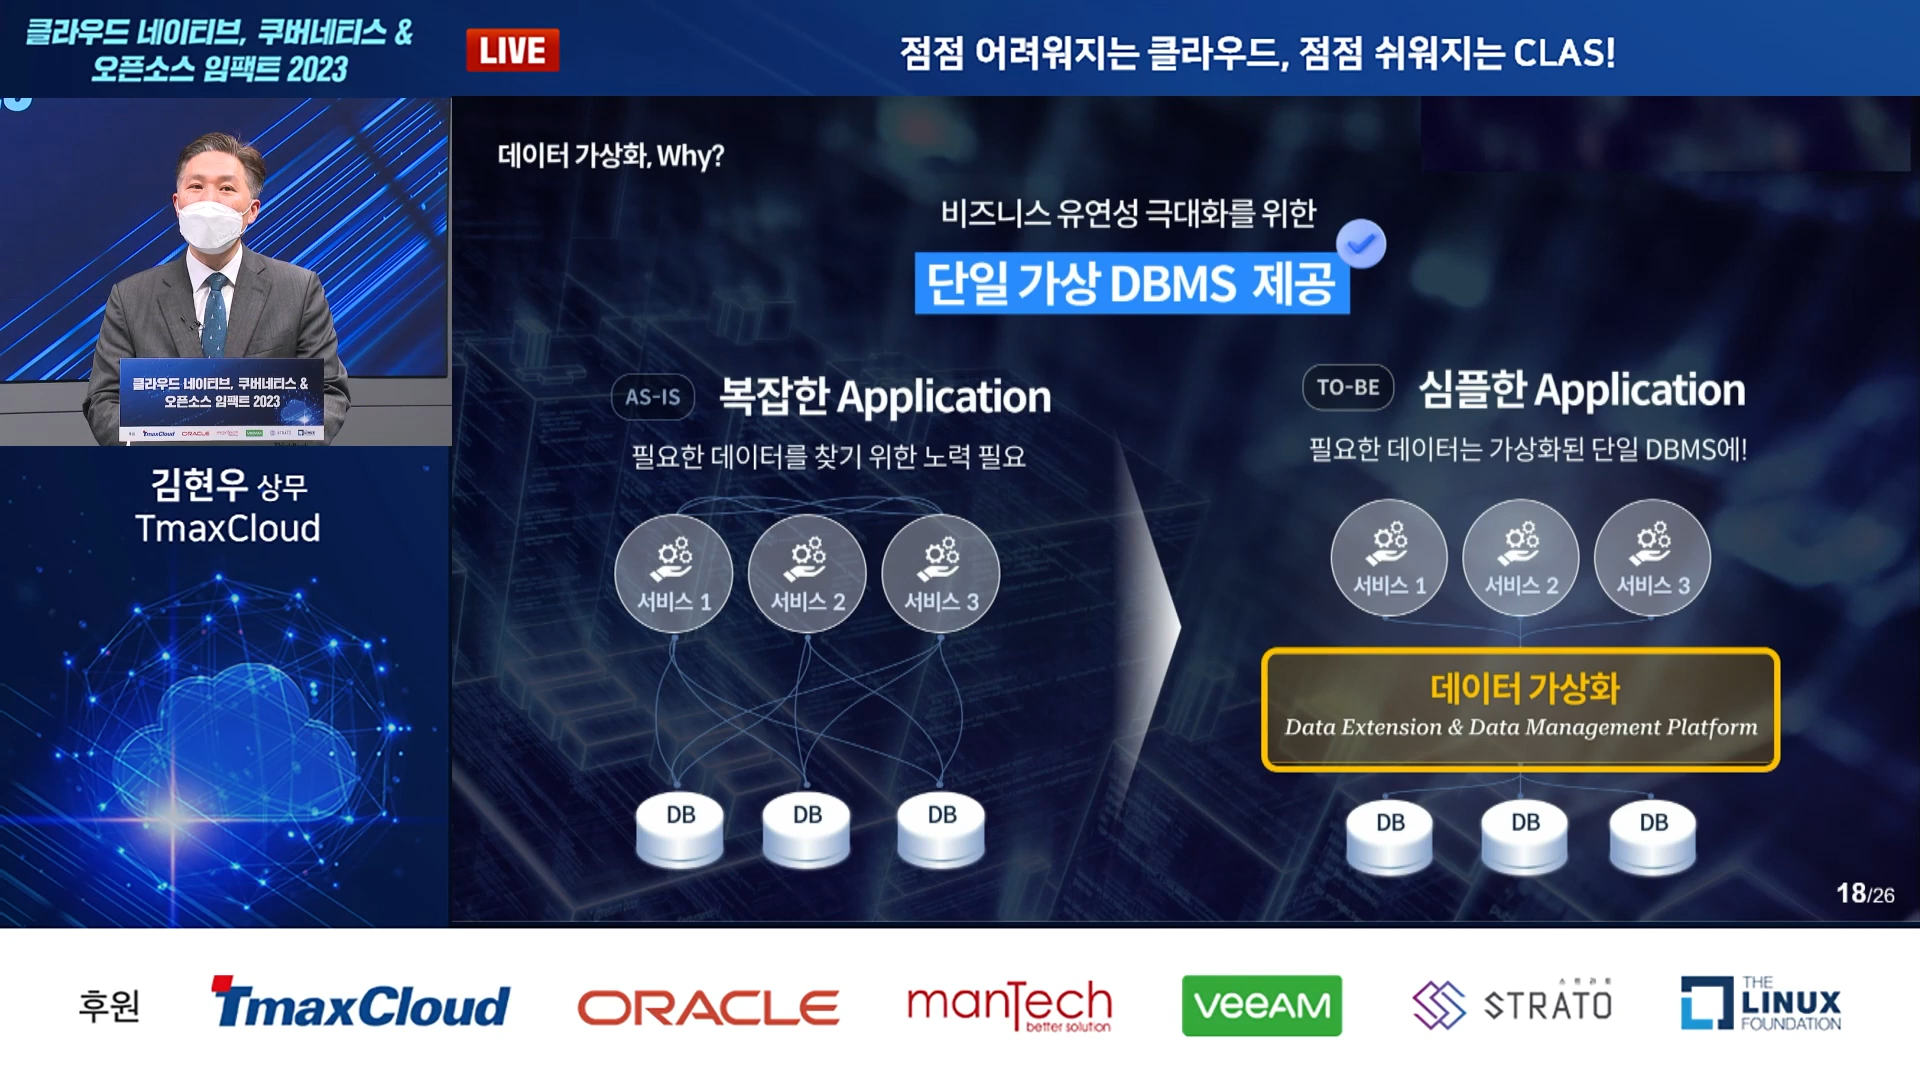 클라우드 네이티브, 쿠버네티스 &
오픈소스 임팩트 2023
LIVE
점점 어려워지는 클라우드, 점점 쉬워지는 CLAS!
클라우드 네이티브, 쿠버네티스 &
오픈소스 임팩트 2023
TmaxCloud ORACLE manTech VEEAM STRATO
김현우 상무
TmaxCloud
데이터 가상화, Why?
비즈니스 유연성 극대화를 위한
단일 가상 DBMS 제공
AS-IS 복잡한 Application
필요한 데이터를 찾기 위한 노력 필요
서비스 1 서비스 2 서비스 3
DB DB DB
TO-BE 심플한 Application
필요한 데이터는 가상화된 단일 DBMS에!
서비스 1 서비스 2 서비스 3
데이터 가상화
Data Extension & Data Management Platform
DB DB DB
18/26
후원 TmaxCloud ORACLE manTech better solution VEEAM 스트라토 STRATO THE LINUX FOUNDATION